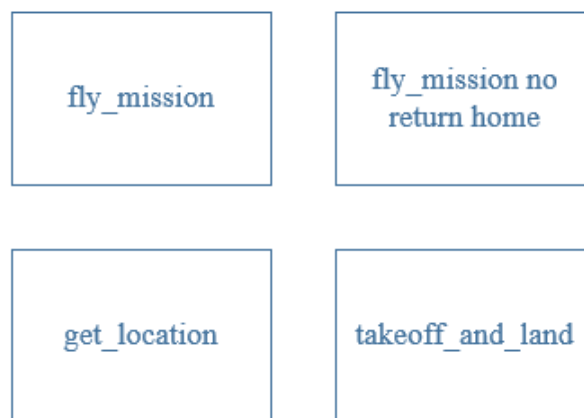 fly_mission
fly_mission no
return home
get_location
takeoff_and_land